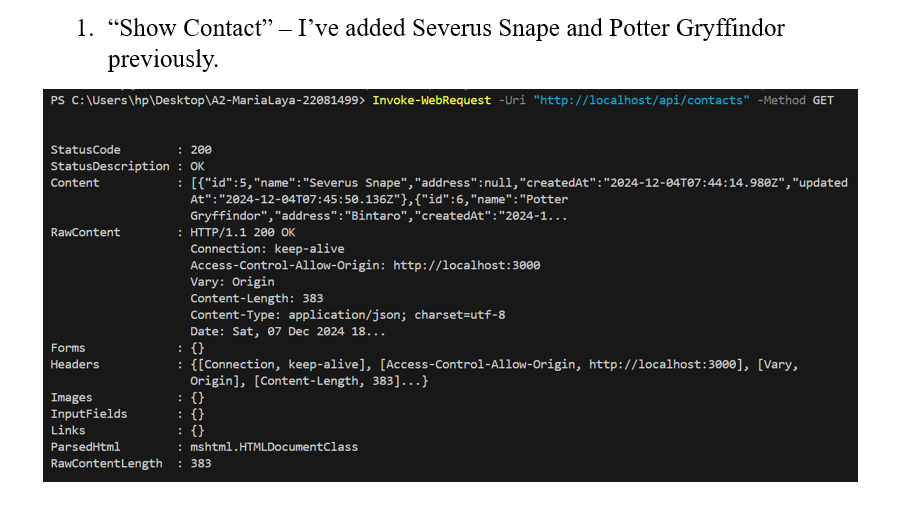 1. “Show Contact” – I’ve added Severus Snape and Potter Gryffindor
previously.
PS C:\Users\hp\Desktop\A2-MariaLaya-22081499> Invoke-WebRequest -Uri "http://localhost/api/contacts" -Method GET
StatusCode : 200
StatusDescription : OK
Content : [{"id":5,"name":"Severus Snape","address":null,"createdAt":"2024-12-04T07:44:14.980Z","updated
At":"2024-12-04T07:45:50.136Z"},{"id":6,"name":"Potter
Gryffindor","address":"Bintaro","createdAt":"2024-1...
RawContent : HTTP/1.1 200 OK
Connection: keep-alive
Access-Control-Allow-Origin: http://localhost:3000
Vary: Origin
Content-Length: 383
Content-Type: application/json; charset=utf-8
Date: Sat, 07 Dec 2024 18...
Forms : {}
Headers : {[Connection, keep-alive], [Access-Control-Allow-Origin, http://localhost:3000], [Vary,
Origin], [Content-Length, 383]...}
Images : {}
InputFields : {}
Links : {}
ParsedHtml : mshtml.HTMLDocumentClass
RawContentLength : 383